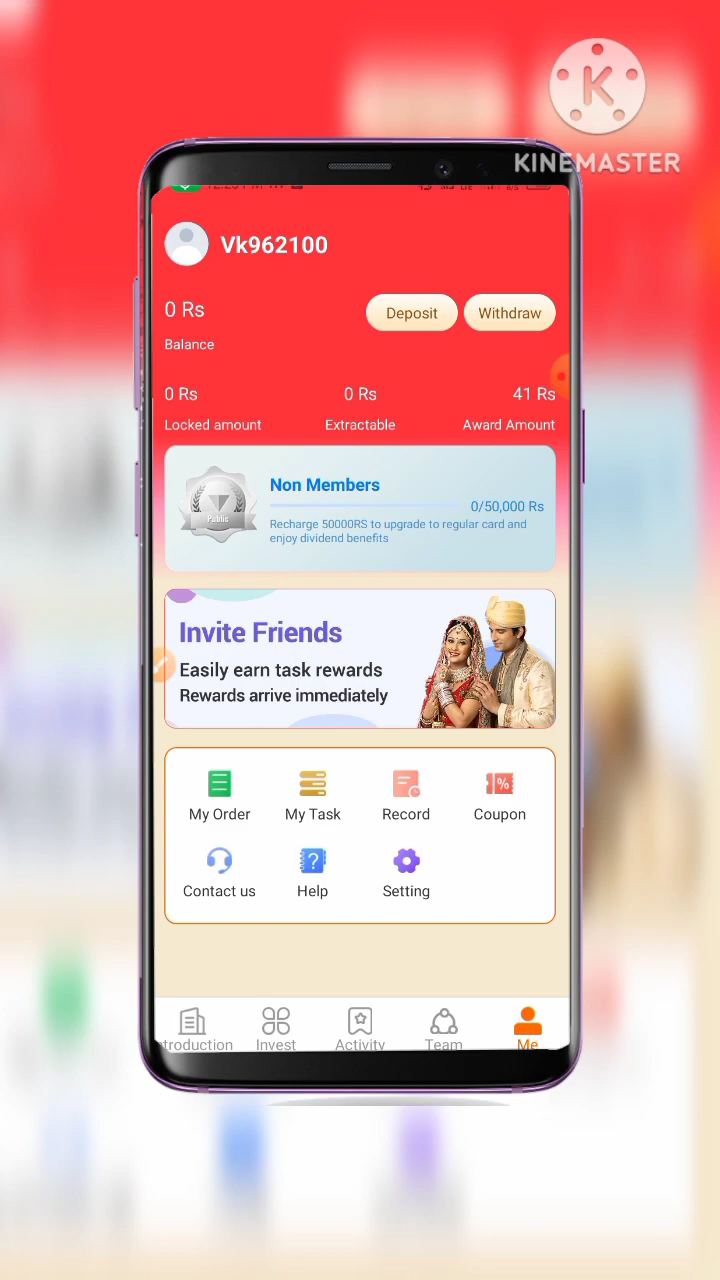 KINEMASTER
Vk962100
0 Rs
Deposit
Withdraw
Balance
0 Rs
0 Rs
41 Rs
Locked amount
Extractable
Award Amount
Public
Non Members
0/50,000 Rs
Recharge 50000RS to upgrade to regular card and
enjoy dividend benefits
Invite Friends
Easily earn task rewards
Rewards arrive immediately
My Order
My Task
Record
Coupon
Contact us
Help
Setting
troduction
Invest
Activity
Team
Me